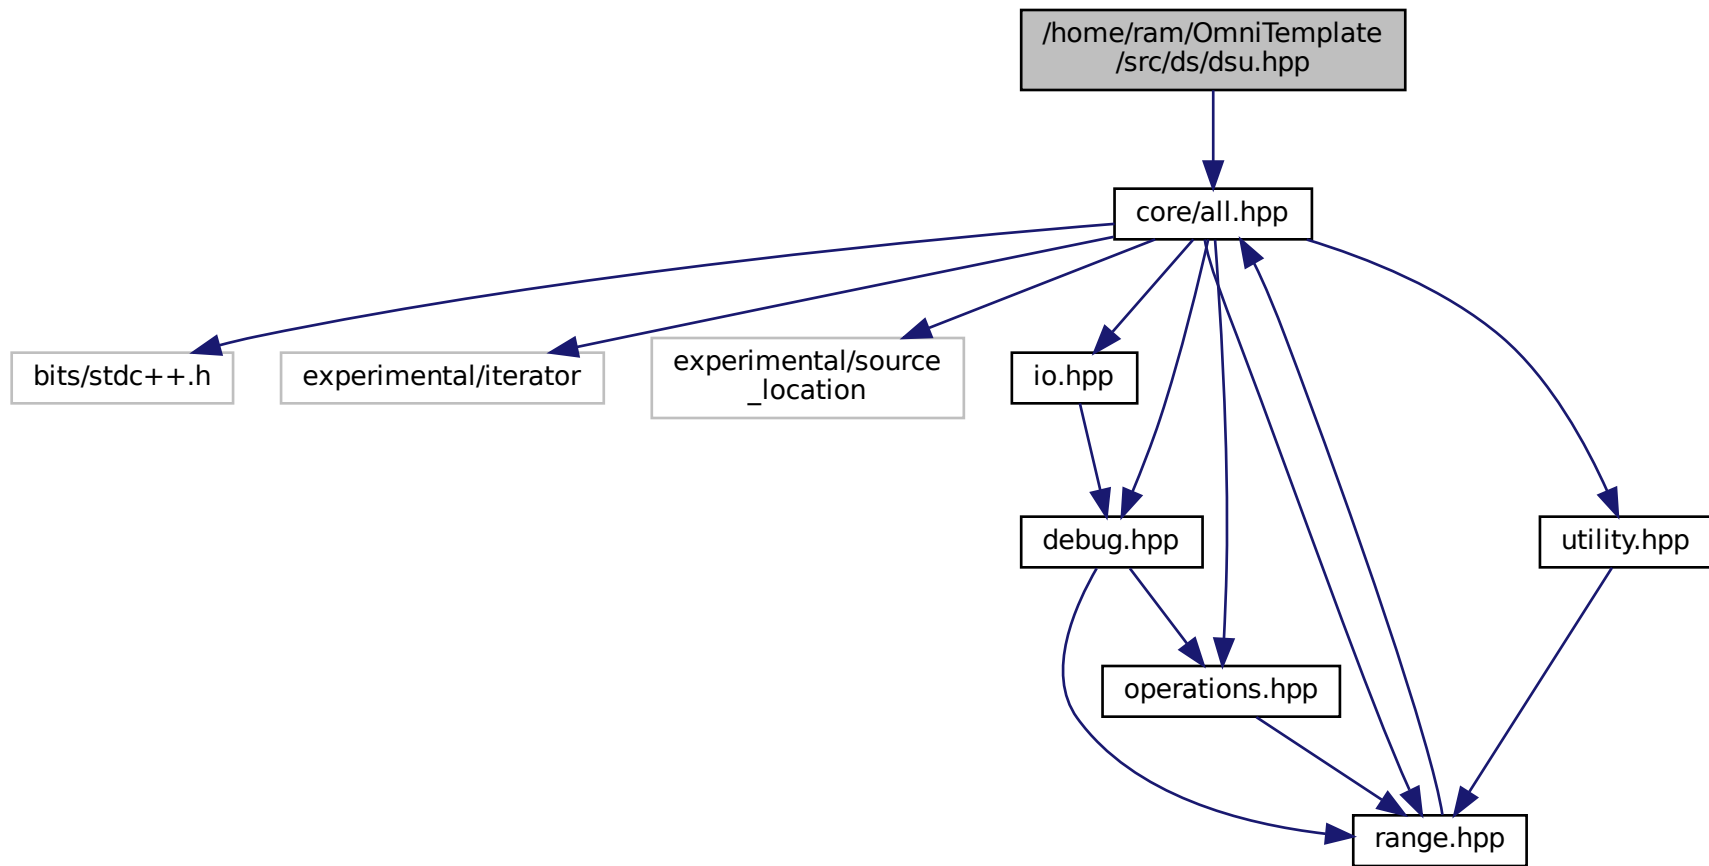 /home/ram/OmniTemplate
/src/ds/dsu.hpp
core/all.hpp
bits/stdc++.h
experimental/iterator
experimental/source
_location
io.hpp
debug.hpp
utility.hpp
operations.hpp
range.hpp